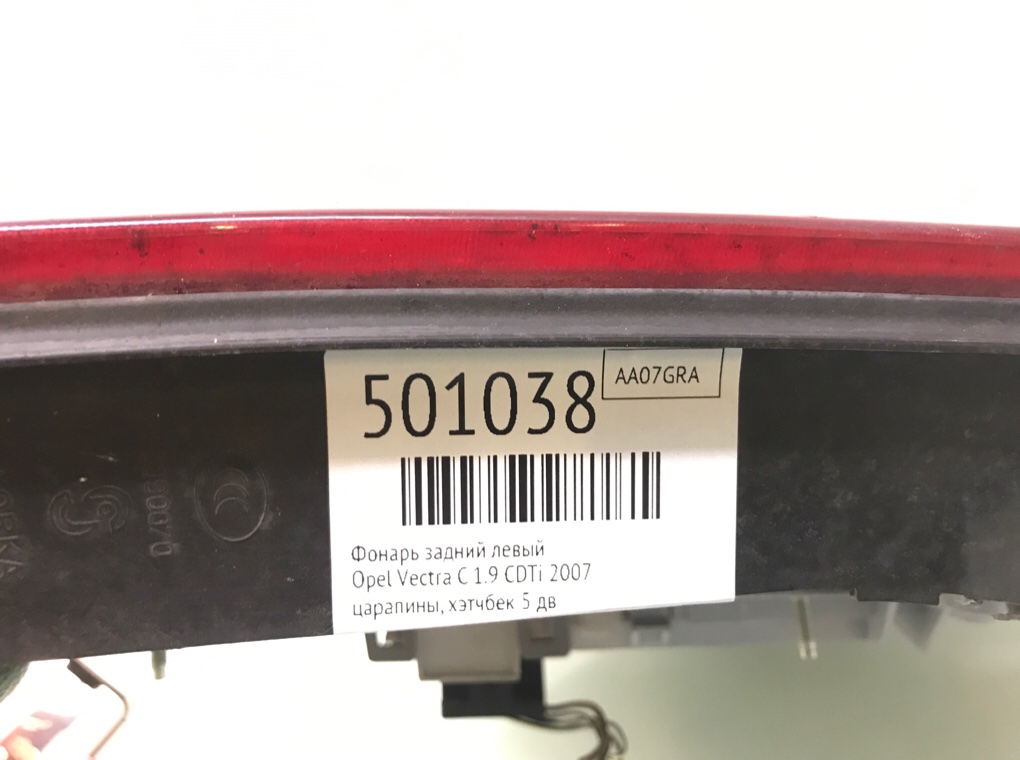 501038
AA07GRA
Фонарь задний левый
Opel Vectra C 1.9 CDTi 2007
царапины, хэтчбек 5 дв